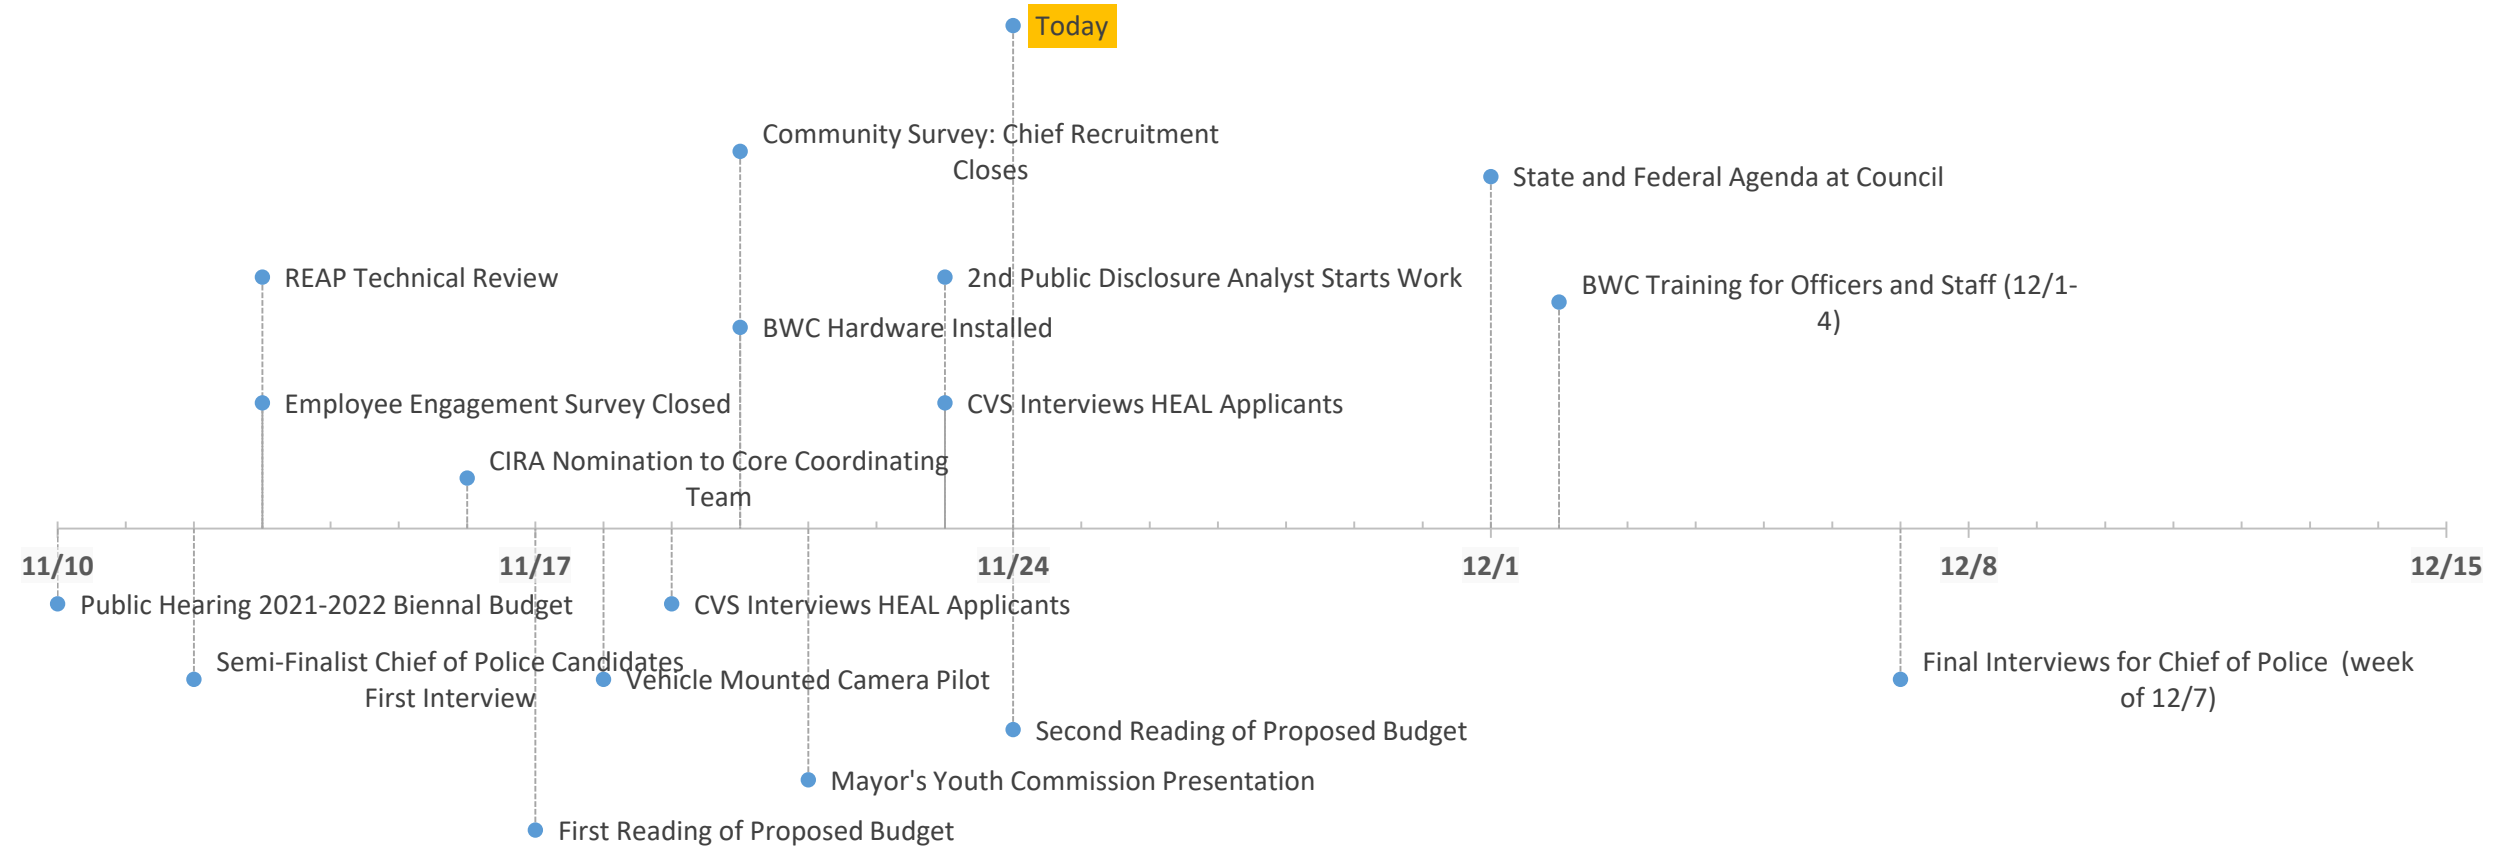 Today
Community Survey: Chief Recruitment
Closes
State and Federal Agenda at Council
REAP Technical Review
2nd Public Disclosure Analyst Starts Work
BWC Training for Officers and Staff (12/1-
4)
BWC Hardware Installed
Employee Engagement Survey Closed
CVS Interviews HEAL Applicants
CIRA Nomination to Core Coordinating
Team
11/10
11/17
11/24
12/1
12/8
12/15
Public Hearing 2021-2022 Biennal Budget
CVS Interviews HEAL Applicants
Semi-Finalist Chief of Police Candidates
First Interview
Vehicle Mounted Camera Pilot
Final Interviews for Chief of Police (week
of 12/7)
Second Reading of Proposed Budget
Mayor's Youth Commission Presentation
First Reading of Proposed Budget